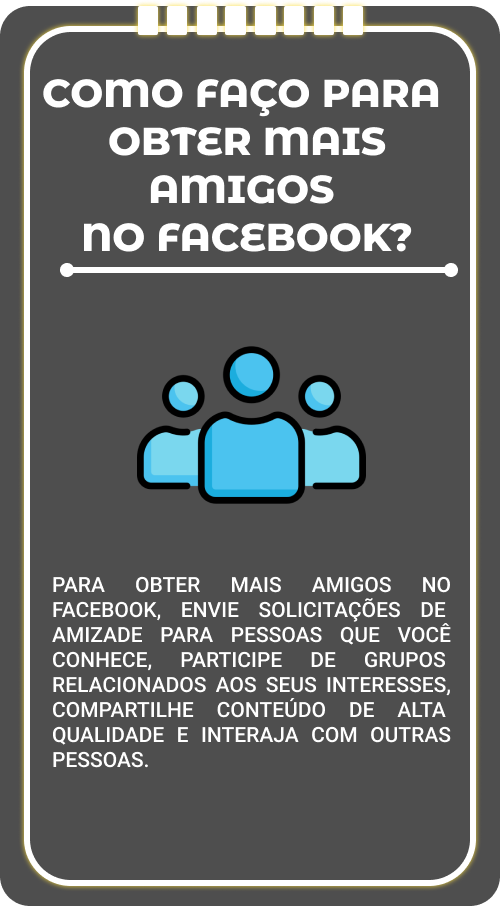 COMO FAÇO PARA
OBTER MAIS
AMIGOS
NO FACEBOOK?
PARA OBTER MAIS AMIGOS NO
FACEBOOK, ENVIE SOLICITAÇÕES DE
AMIZADE PARA PESSOAS QUE VOCÊ
CONHECE, PARTICIPE DE GRUPOS
RELACIONADOS AOS SEUS INTERESSES,
COMPARTILHE CONTEÚDO DE ALTA
QUALIDADE E INTERAJA COM OUTRAS
PESSOAS.